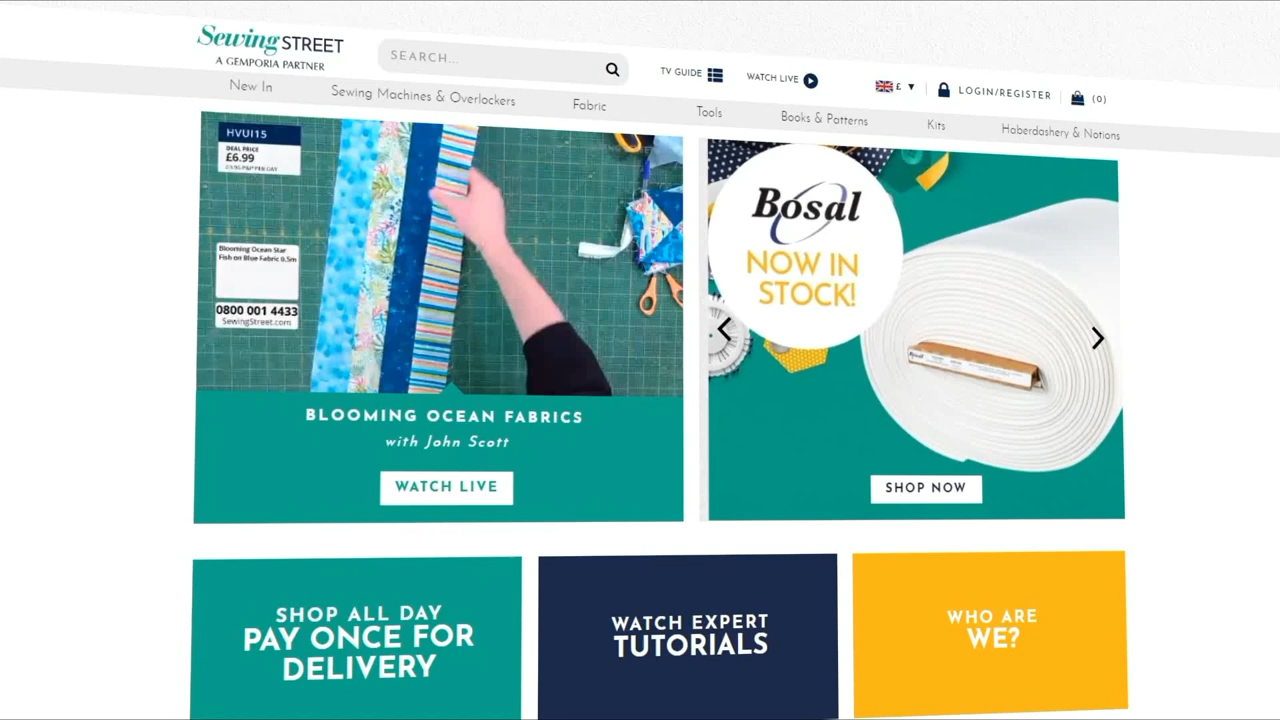 Sewing STREET
A GEMPORIA PARTNER
SEARCH...
TV GUIDE
WATCH LIVE
£
LOGIN/REGISTER
(0)
New In
Sewing Machines & Overlockers
Fabric
Tools
Books & Patterns
Kits
Haberdashery & Notions
HVUI15
DEAL PRICE
£6.99
Blooming Ocean Star
Fish on Blue Fabric 0.5m
0800 001 4433
SewingStreet.com
BLOOMING OCEAN FABRICS
with John Scott
WATCH LIVE
Bosal
NOW IN
STOCK!
Bosal
SHOP NOW
SHOP ALL DAY
PAY ONCE FOR
DELIVERY
WATCH EXPERT
TUTORIALS
WHO ARE
WE?